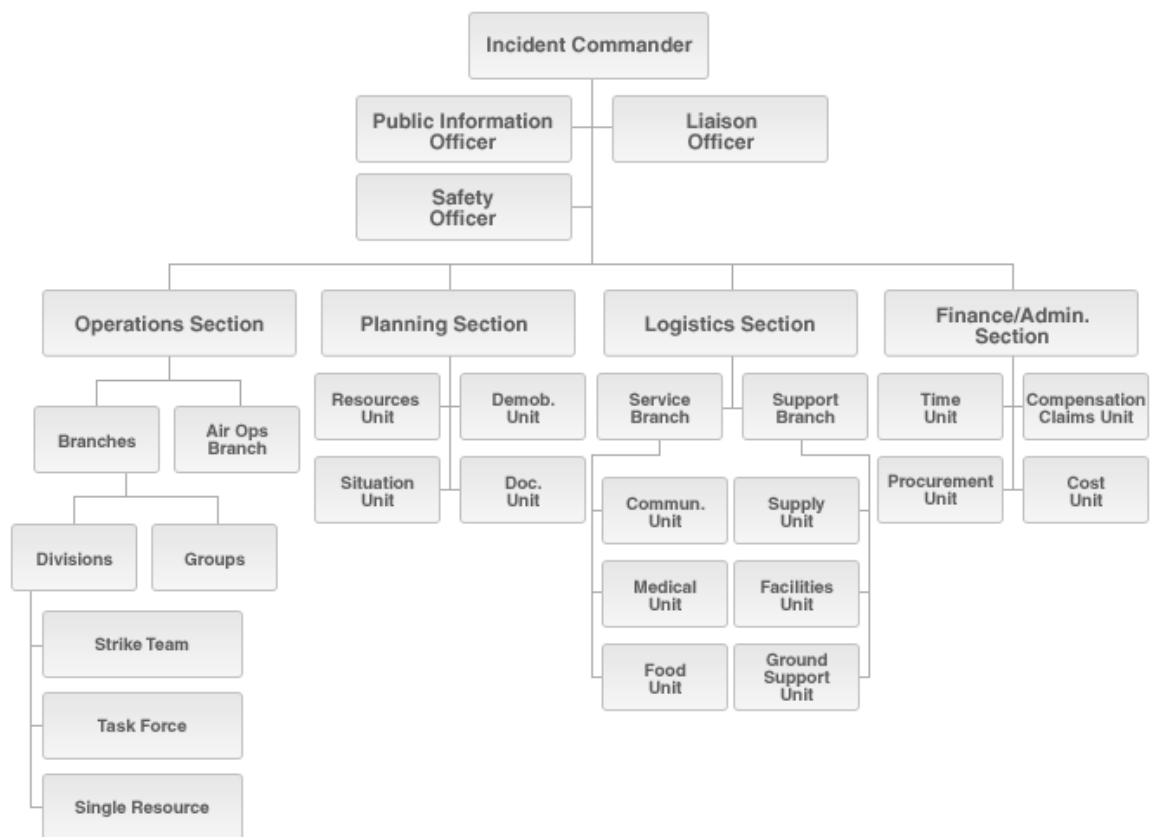 Incident Commander
Public Information
Officer
Liaison
Officer
Safety
Officer
Operations Section
Planning Section
Logistics Section
Finance/Admin.
Section
Branches
Air Ops
Branch
Divisions
Groups
Strike Team
Task Force
Single Resource
Resources
Unit
Demob.
Unit
Situation
Unit
Doc.
Unit
Service
Branch
Support
Branch
Commun.
Unit
Supply
Unit
Medical
Unit
Facilities
Unit
Food
Unit
Ground
Support
Unit
Time
Unit
Compensation
Claims Unit
Procurement
Unit
Cost
Unit